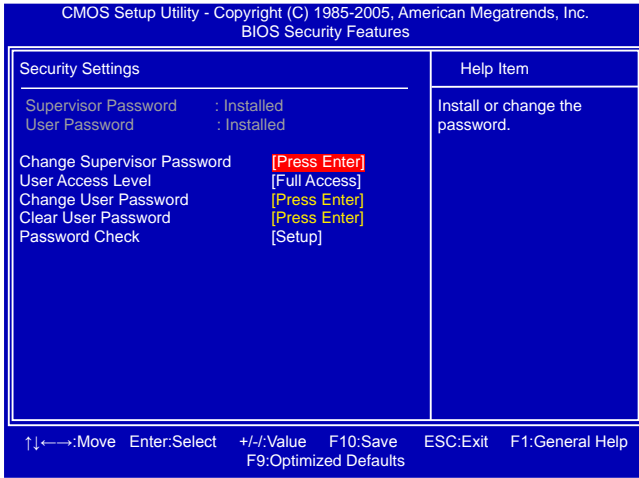 CMOS Setup Utility - Copyright (C) 1985-2005, American Megatrends, Inc.
BIOS Security Features
Security Settings
Help Item
Supervisor Password : Installed
User Password : Installed
Install or change the
password.
Change Supervisor Password [Press Enter]
User Access Level [Full Access]
Change User Password [Press Enter]
Clear User Password [Press Enter]
Password Check [Setup]
↑↓←→:Move Enter:Select +/-/:Value F10:Save ESC:Exit F1:General Help
F9:Optimized Defaults